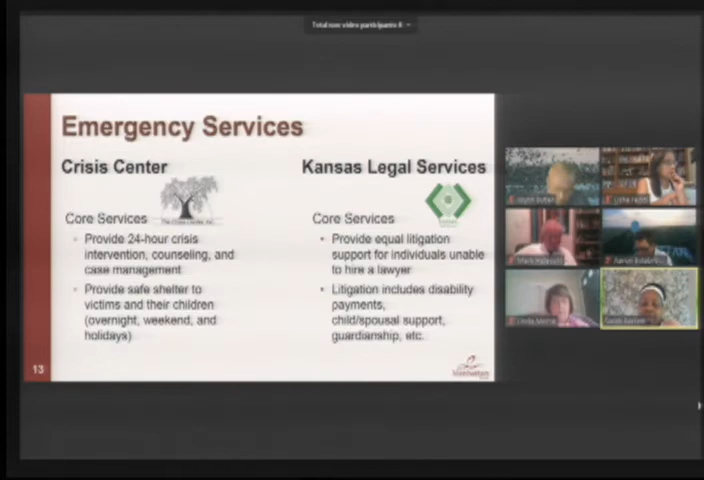 Emergency Services
Crisis Center
Core Services
Provide 24-hour crisis
intervention, counseling, and
case management
Provide safe shelter to
victims and their children
(overnight, weekend, and
holidays)
Kansas Legal Services
Core Services
Provide equal litigation
support for individuals unable
to hire a lawyer
Litigation includes disability
payments,
child/spousal support,
guardianship, etc.
13
Manhattan